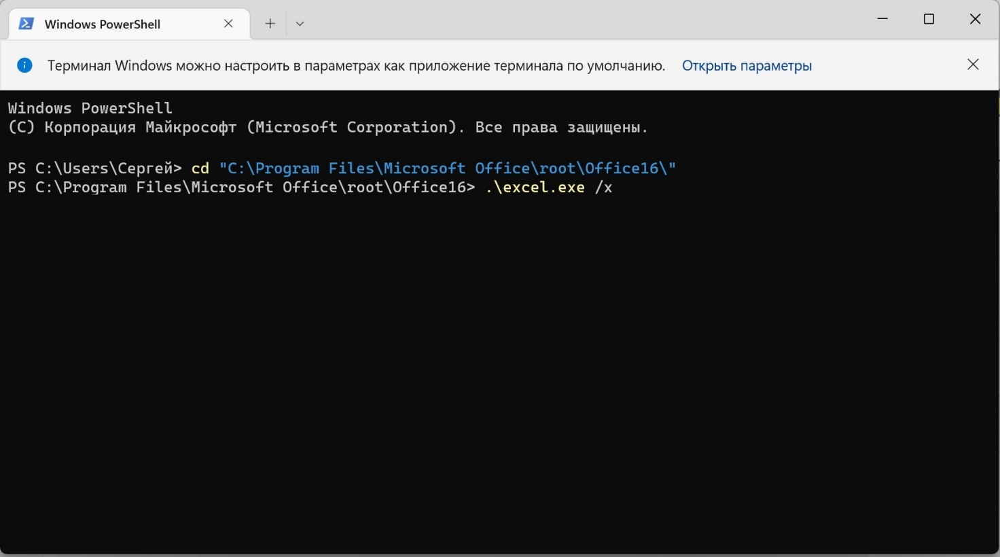 Windows PowerShell
Терминал Windows можно настроить в параметрах как приложение терминала по умолчанию. Открыть параметры
Windows PowerShell
(C) Корпорация Майкрософт (Microsoft Corporation). Все права защищены.
PS C:\Users\Сергей> cd "C:\Program Files\Microsoft Office\root\Office16\"
PS C:\Program Files\Microsoft Office\root\Office16> .\excel.exe /x